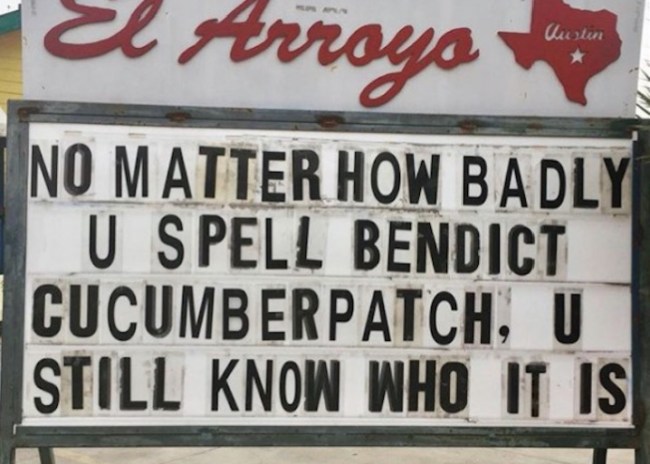 El Arroyo
Austin
NO MATTER HOW BADLY
U SPELL BENDICT
CUCUMBERPATCH, U
STILL KNOW WHO IT IS